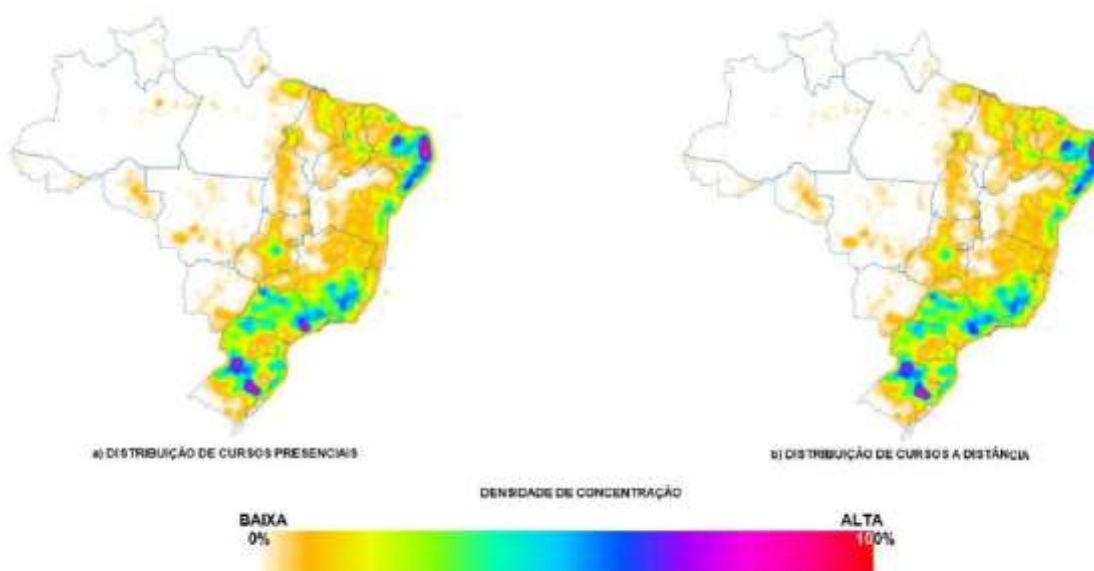 a) DISTRIBUIÇÃO DE CURSOS PRESENCIAIS
b) DISTRIBUIÇÃO DE CURSOS A DISTÂNCIA
DENSIDADE DE CONCENTRAÇÃO
BAIXA
ALTA
0%
100%